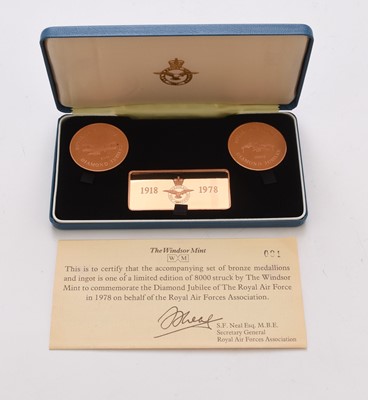 1918 1978
The Windsor Mint
WM
001
This is to certify that the accompanying set of bronze medallions
and ingot is one of a limited edition of 8000 struck by The Windsor
Mint to commemorate the Diamond Jubilee of The Royal Air Force
in 1978 on behalf of the Royal Air Forces Association.
S.F. Neal Esq. M.B.E.
Secretary General
Royal Air Forces Association